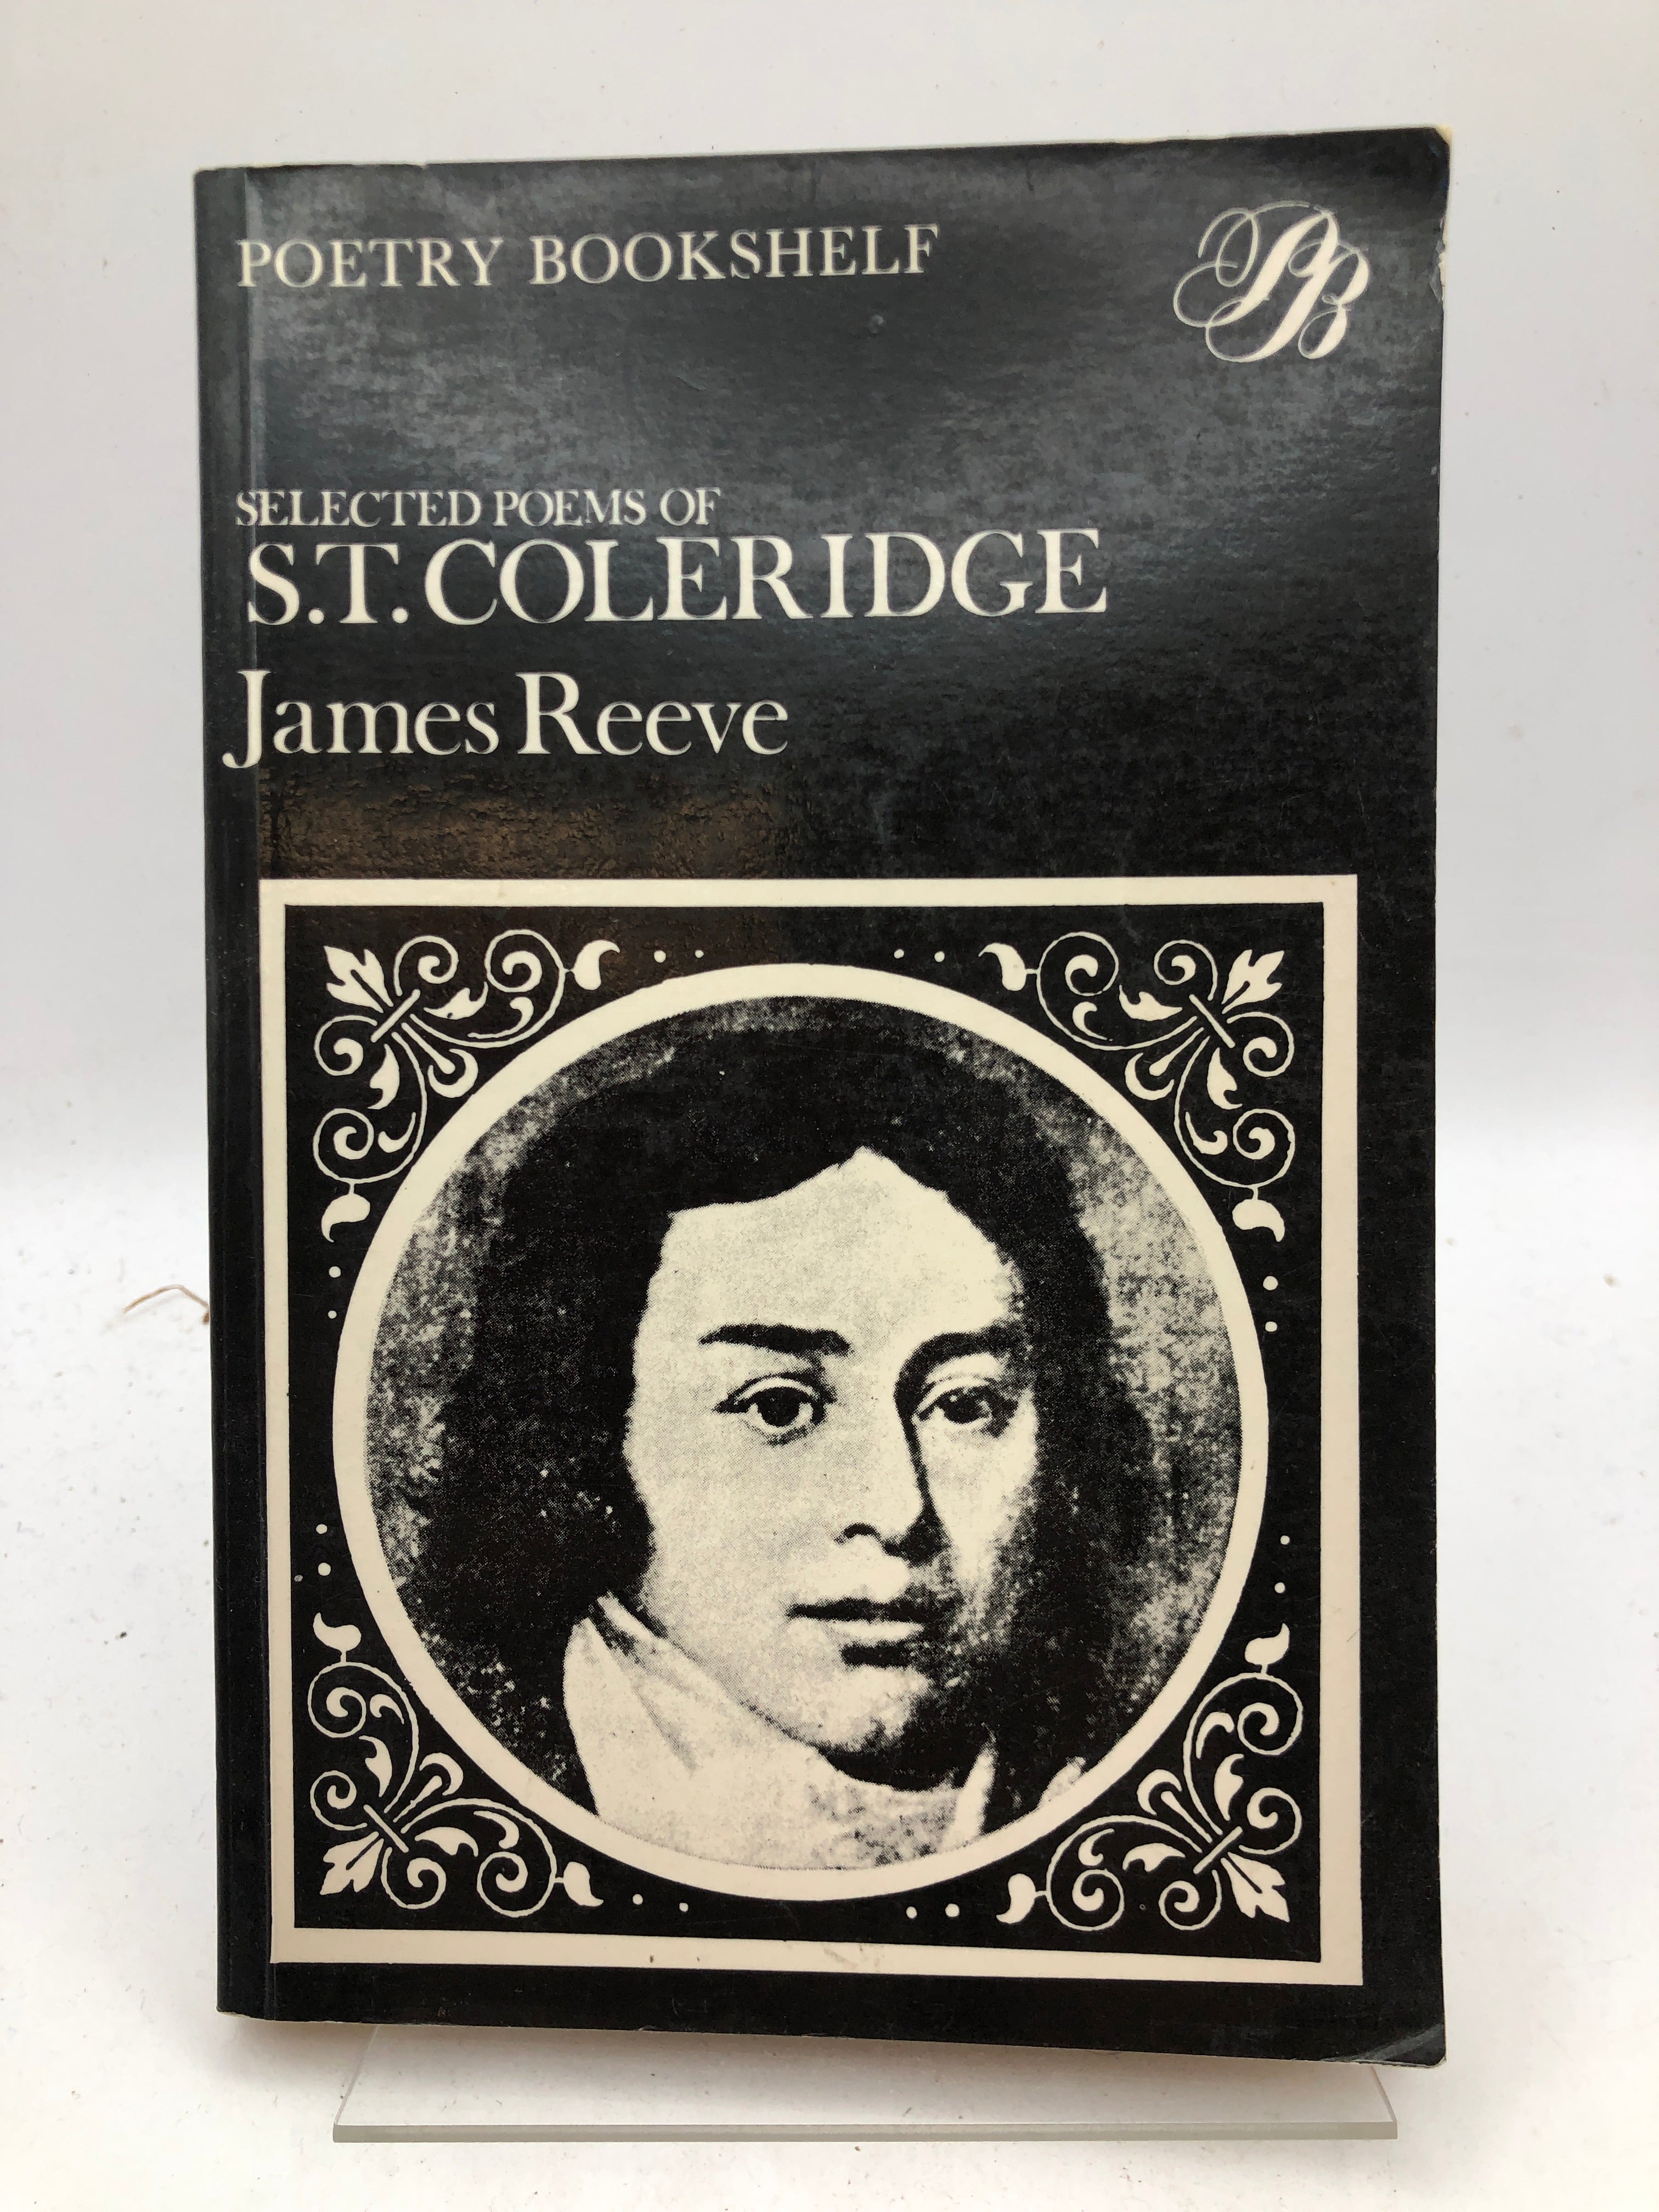 POETRY BOOKSHELF
PB
SELECTED POEMS OF
S.T. COLERIDGE
James Reeve